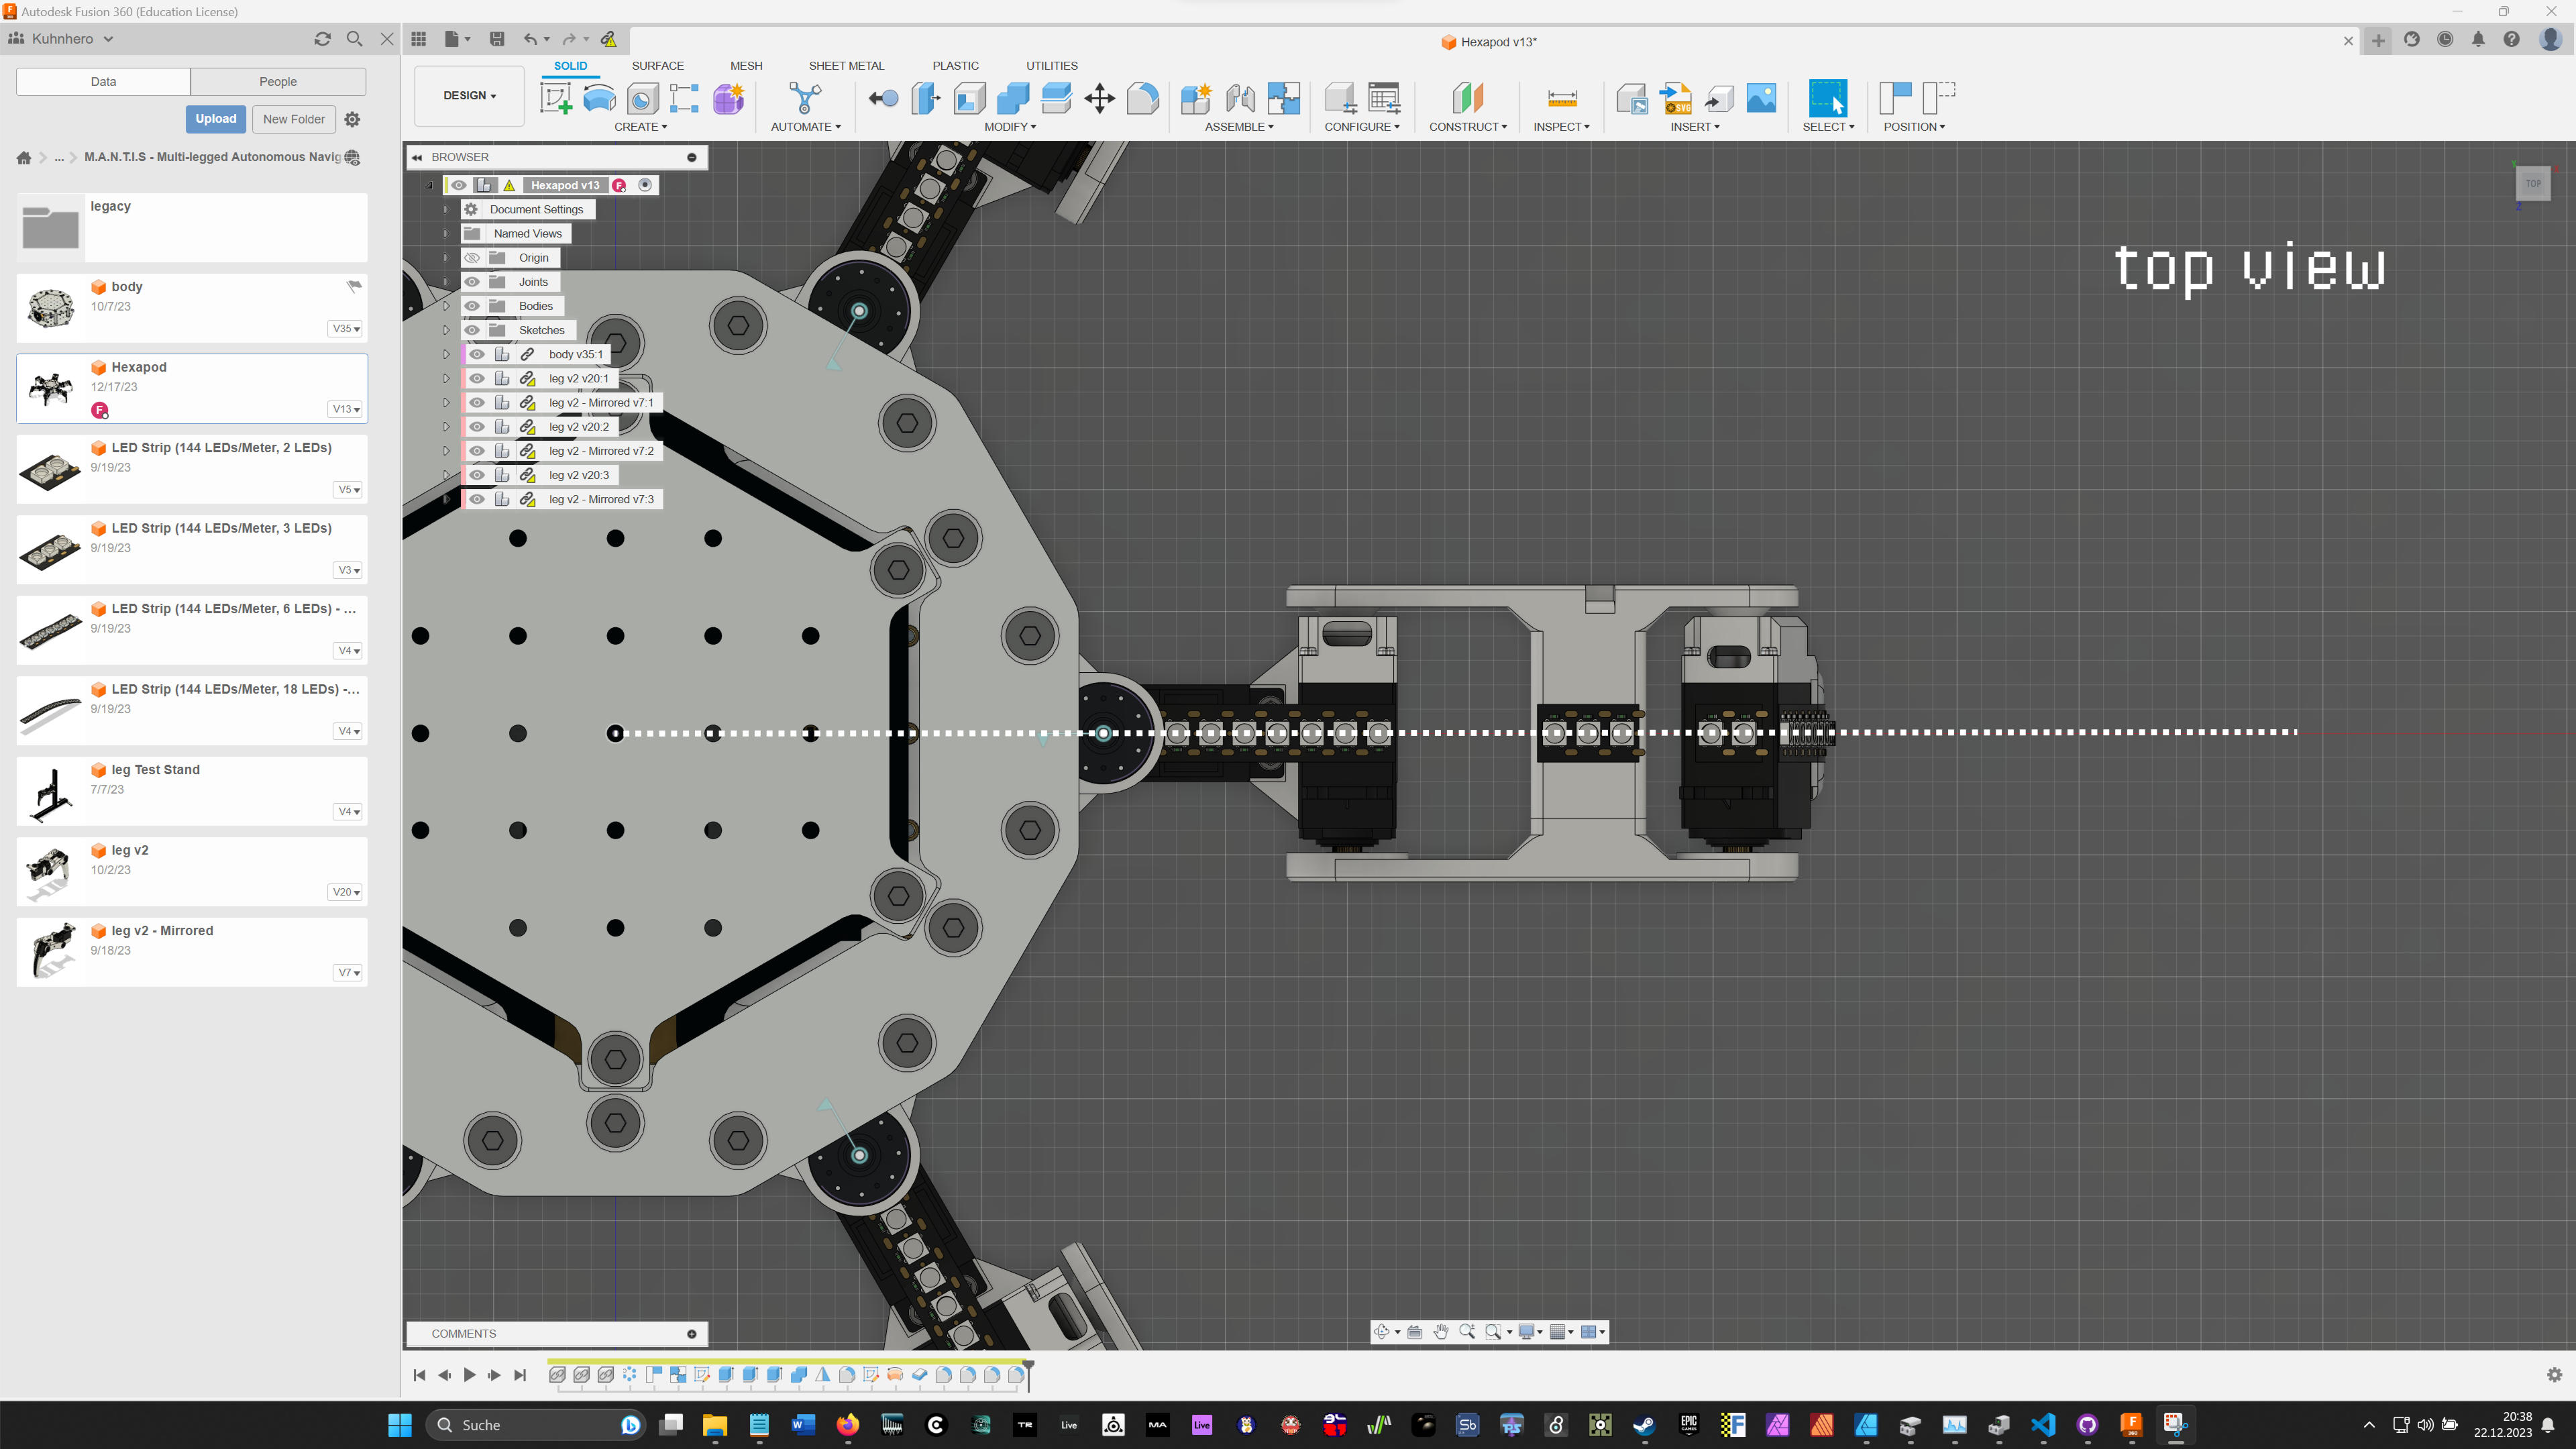 Autodesk Fusion 360 (Education License)
Kuhnhero
Hexapod v13*
Data
People
Upload
New Folder
... M.A.N.T.I.S - Multi-legged Autonomous Navig
legacy
body
10/7/23
V35
Hexapod
12/17/23
F
V13
LED Strip (144 LEDs/Meter, 2 LEDs)
9/19/23
V5
LED Strip (144 LEDs/Meter, 3 LEDs)
9/19/23
V3
LED Strip (144 LEDs/Meter, 6 LEDs) - ...
9/19/23
V4
LED Strip (144 LEDs/Meter, 18 LEDs) -...
9/19/23
V4
leg Test Stand
7/7/23
V4
leg v2
10/2/23
V20
leg v2 - Mirrored
9/18/23
V7
DESIGN
SOLID
SURFACE
MESH
SHEET METAL
PLASTIC
UTILITIES
CREATE
AUTOMATE
MODIFY
ASSEMBLE
CONFIGURE
CONSTRUCT
INSPECT
INSERT
SELECT
POSITION
BROWSER
Hexapod v13
Document Settings
Named Views
Origin
Joints
Bodies
Sketches
body v35:1
leg v2 v20:1
leg v2 - Mirrored v7:1
leg v2 v20:2
leg v2 - Mirrored v7:2
leg v2 v20:3
leg v2 - Mirrored v7:3
TOP
top view
COMMENTS
Suche
20:38
22.12.2023